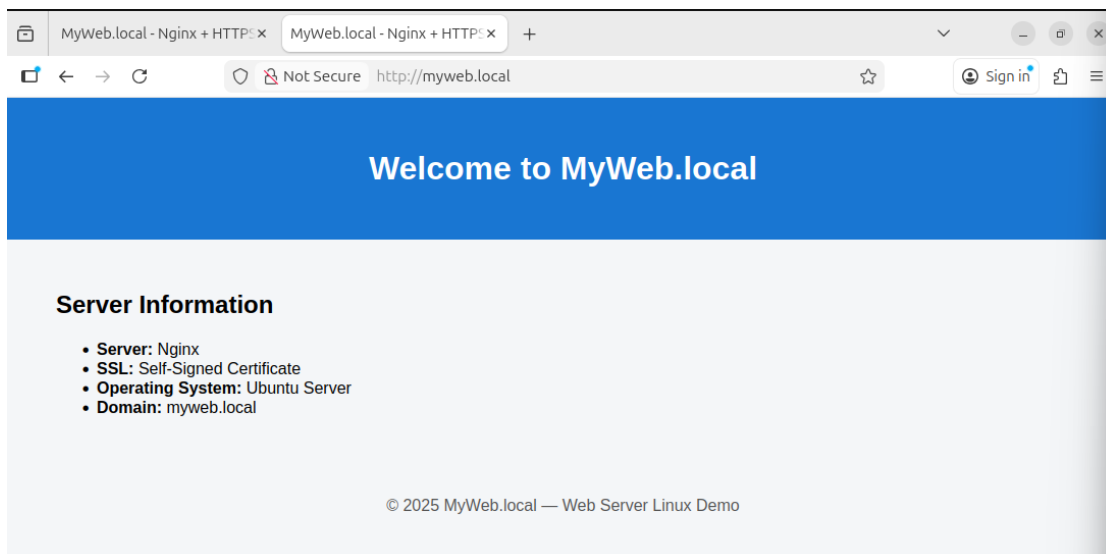 MyWeb.local - Nginx + HTTPS
MyWeb.local - Nginx + HTTPS
Not Secure http://myweb.local
Sign in
Welcome to MyWeb.local
Server Information
• Server: Nginx
• SSL: Self-Signed Certificate
• Operating System: Ubuntu Server
• Domain: myweb.local
© 2025 MyWeb.local — Web Server Linux Demo